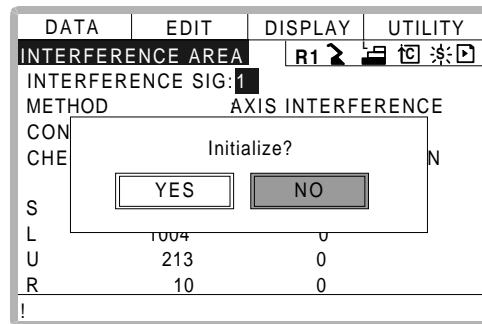 DATA EDIT DISPLAY UTILITY
INTERFERENCE AREA R1
INTERFERENCE SIG:1
METHOD AXIS INTERFERENCE
CON
CHE N
Initialize?
YES NO
S
L 1004 0
U 213 0
R 10 0
!